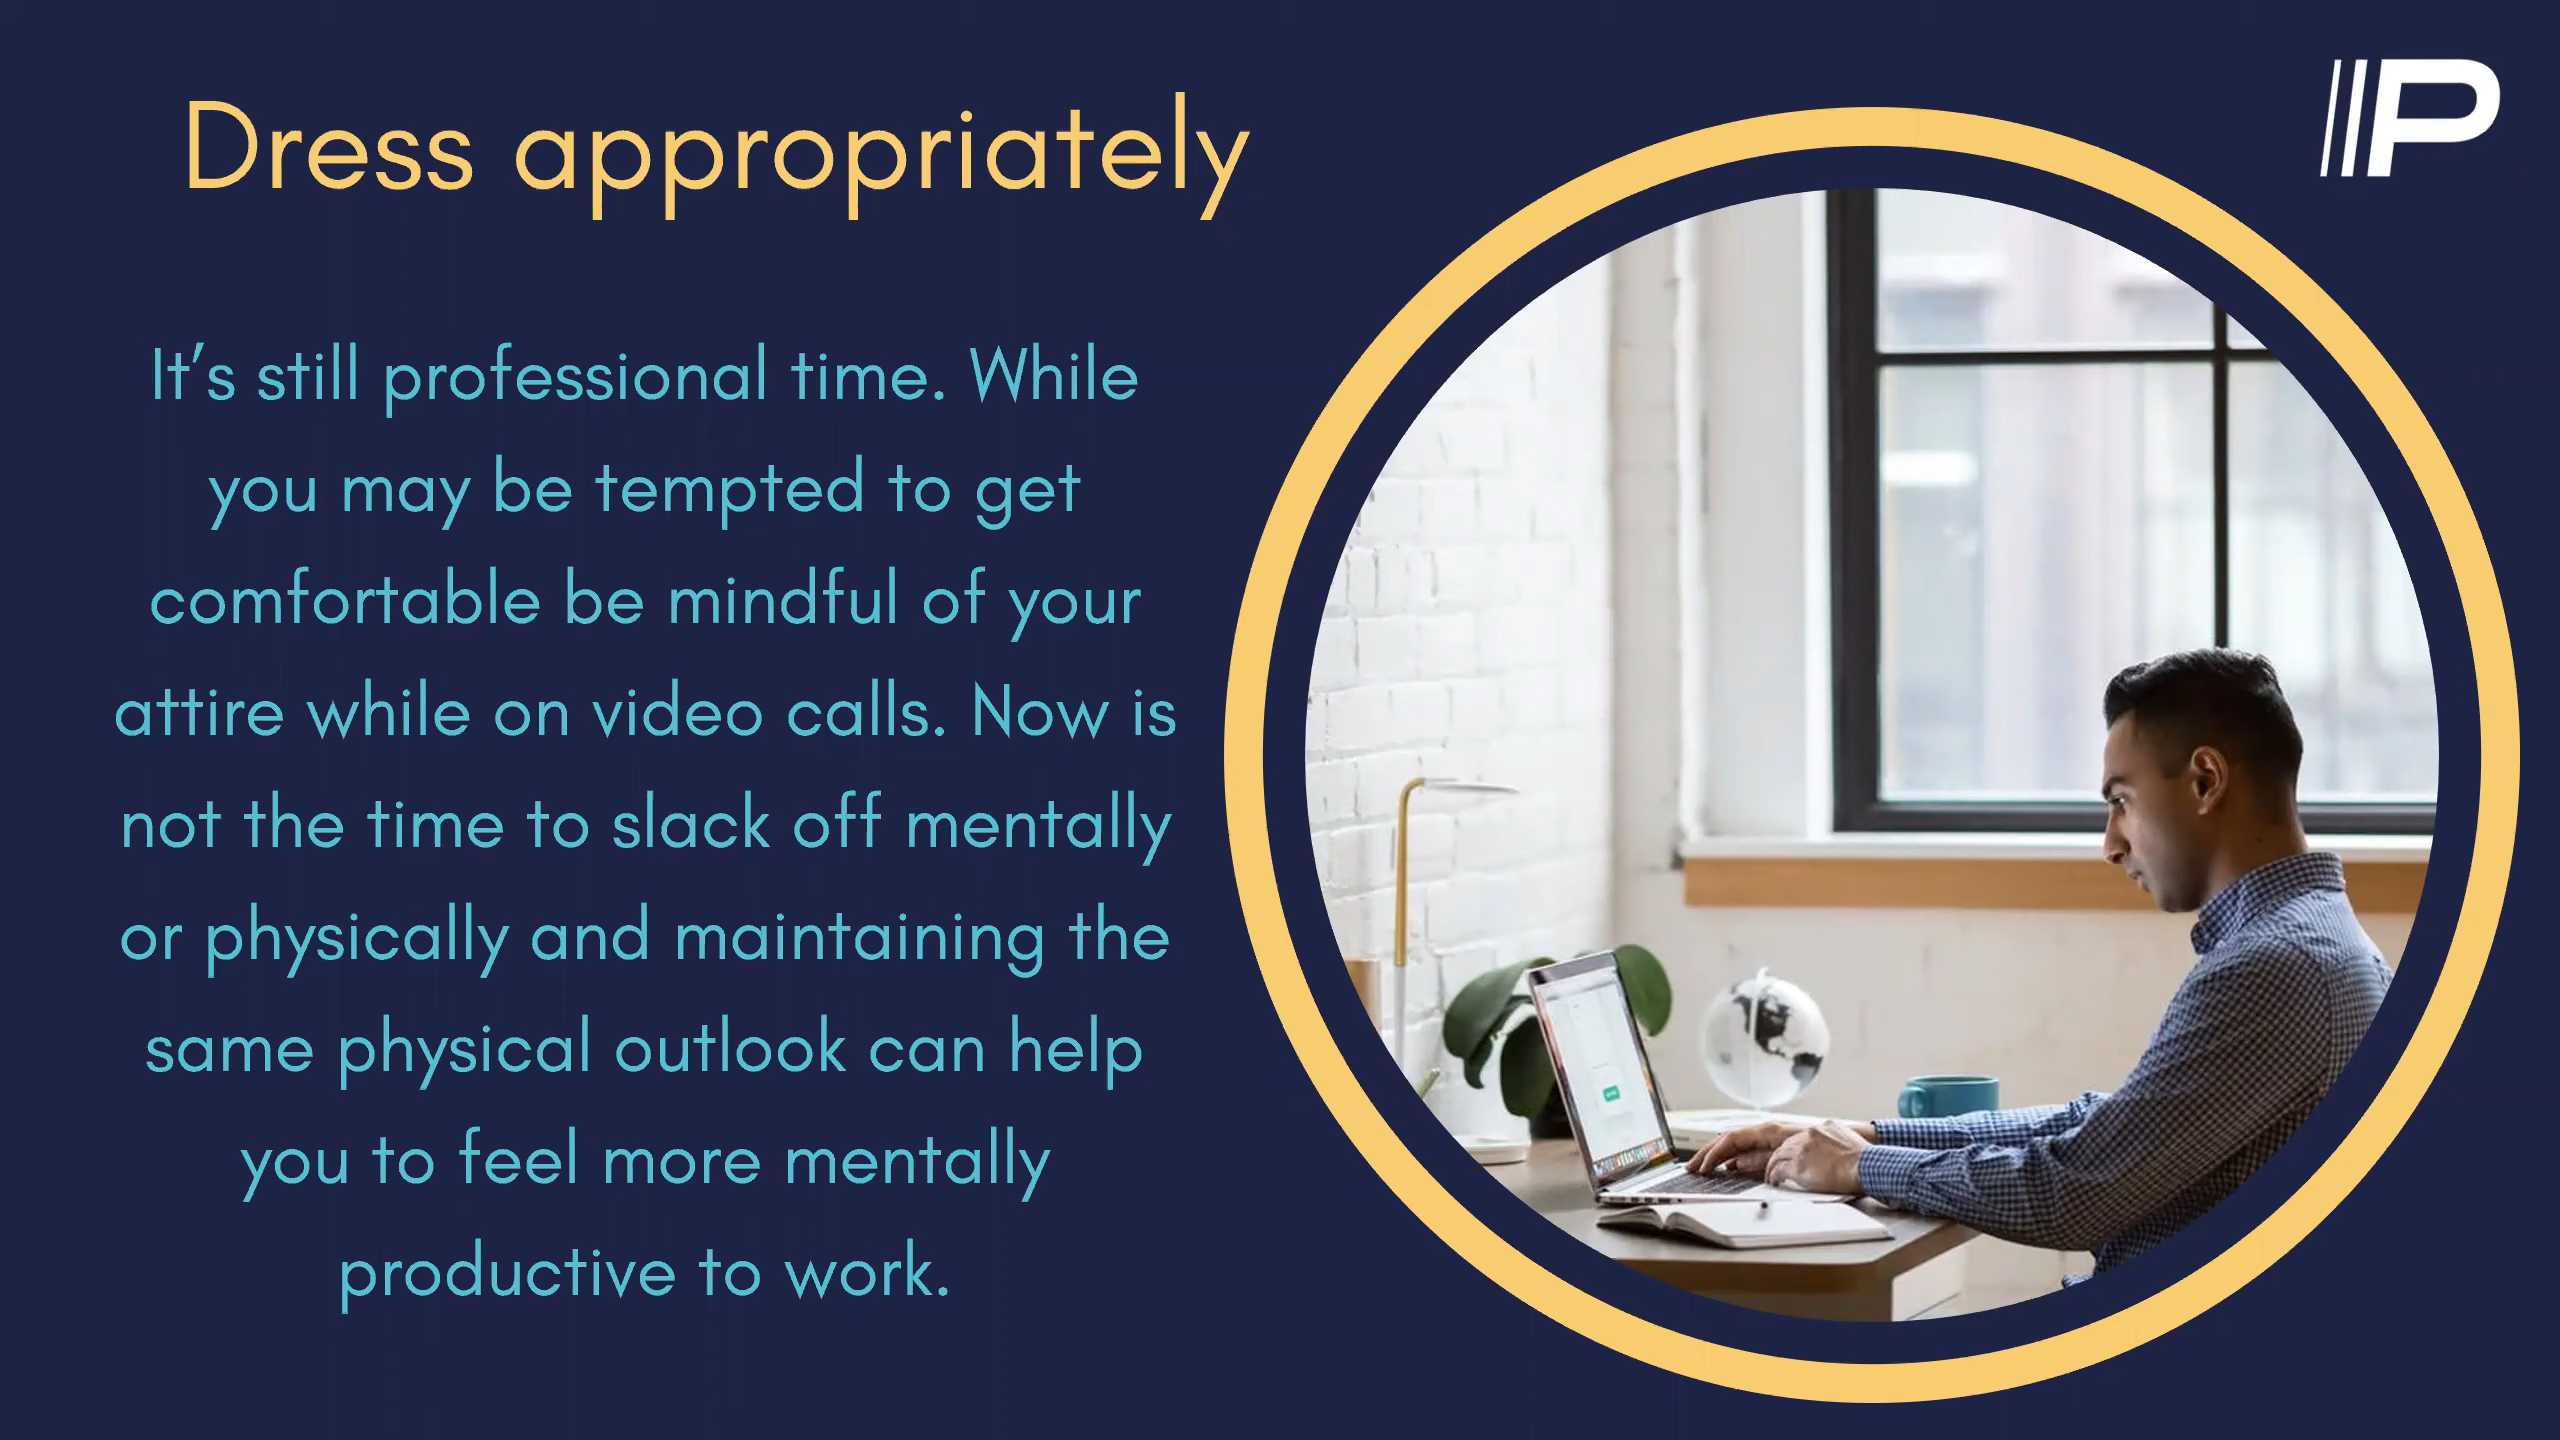 Dress appropriately
It's still professional time. While
you may be tempted to get
comfortable be mindful of your
attire while on video calls. Now is
not the time to slack off mentally
or physically and maintaining the
same physical outlook can help
you to feel more mentally
productive to work.
P